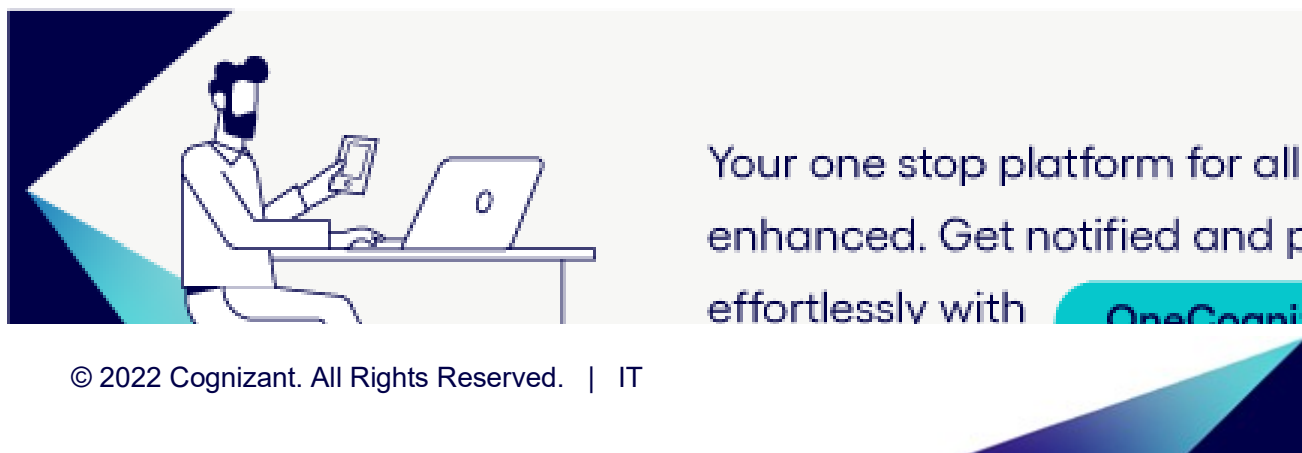 Your one stop platform for all
enhanced. Get notified and
effortlessly with
© 2022 Cognizant. All Rights Reserved. | IT